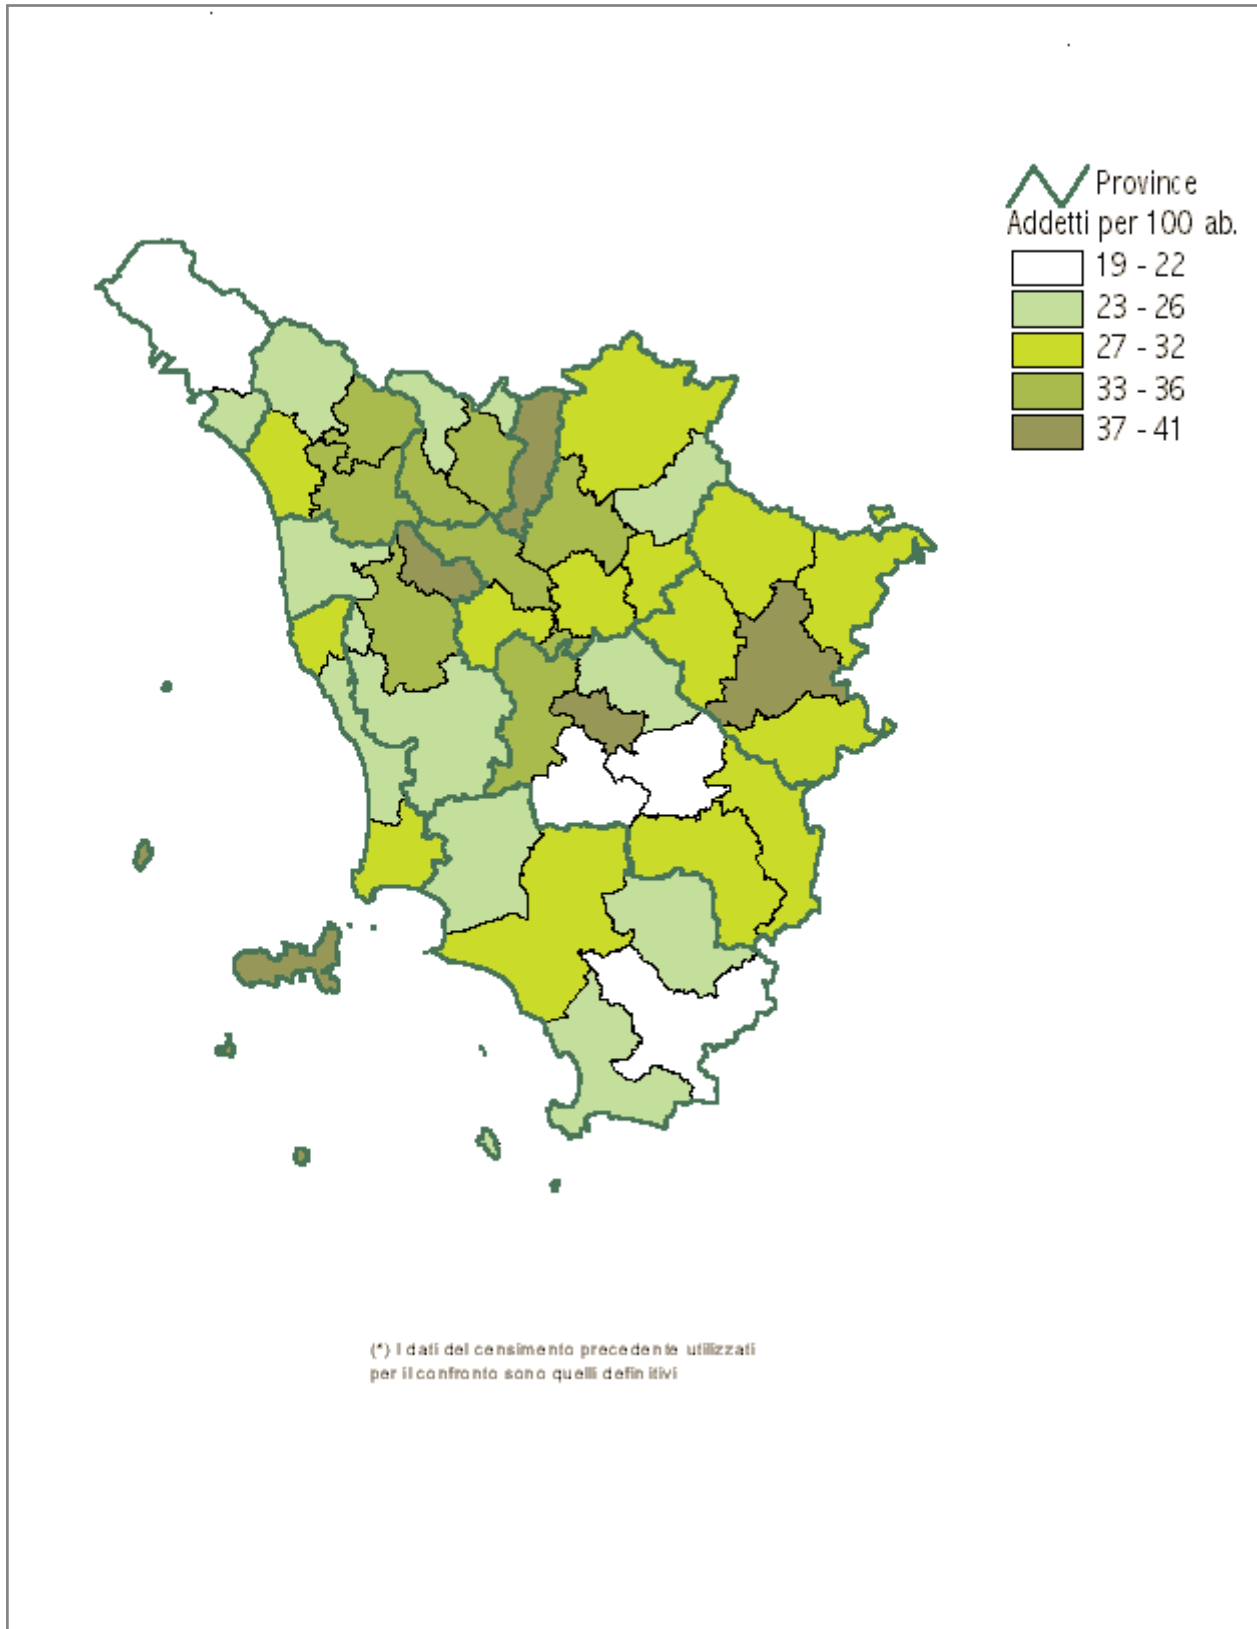 Province
Addetti per 100 ab.
19 - 22
23 - 26
27 - 32
33 - 36
37 - 41
(*) I dati del censimento precedente utilizzati
per il confronto sono quelli definitivi